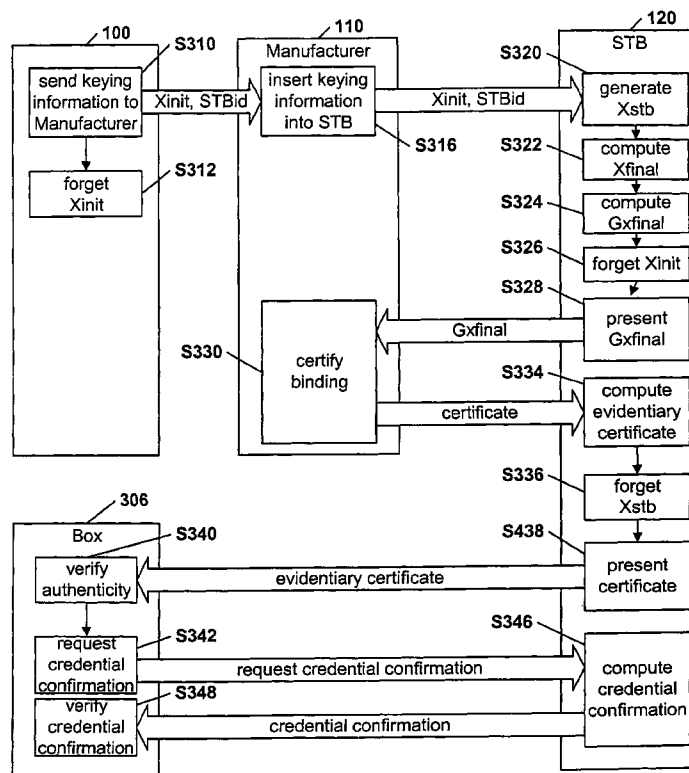 100
110
120
S310
Manufacturer
STB
S320
send keying
information to
Manufacturer
Xinit, STBid
insert keying
information
into STB
Xinit, STBid
generate
Xstb
S316
S322
compute
Xfinal
S312
forget
Xinit
S324
compute
Gxfinal
S326
forget Xinit
S328
present
Gxfinal
Gxfinal
S330
certify
binding
S334
compute
evidentiary
certificate
certificate
S336
forget
Xstb
306
Box
S340
S438
verify
authenticity
evidentiary certificate
present
certificate
S342
S346
request
credential
confirmation
request credential confirmation
compute
credential
confirmation
S348
verify
credential
confirmation
credential confirmation